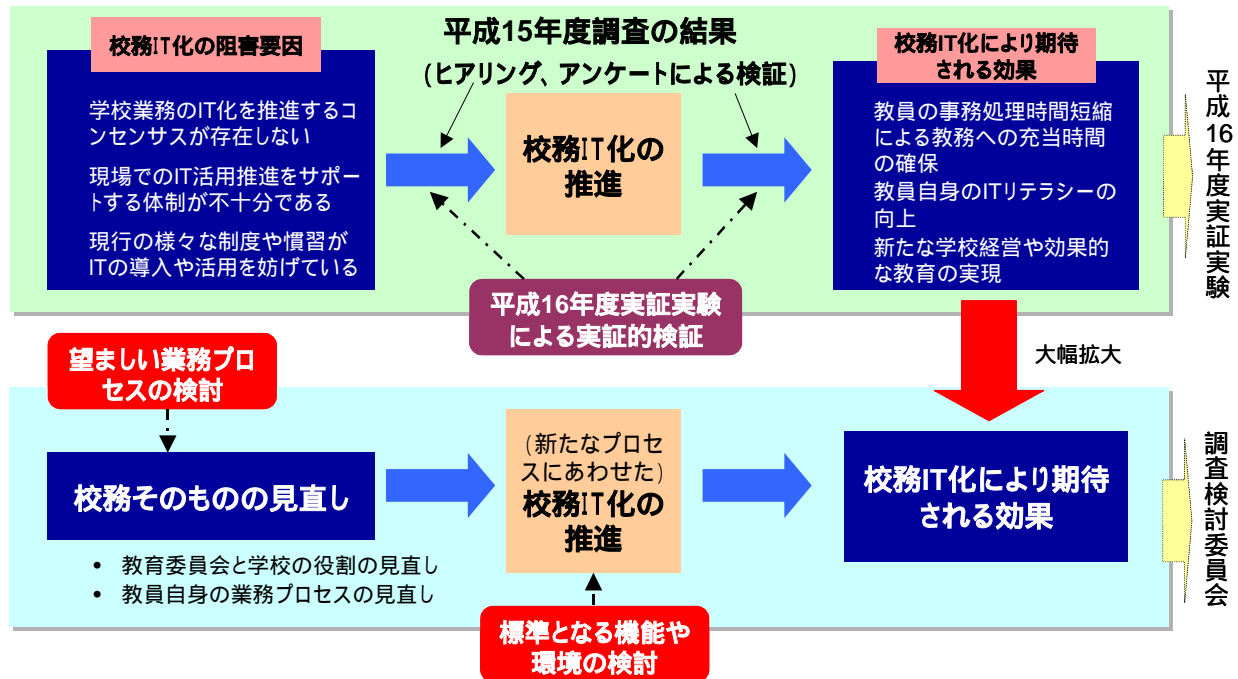 平成15年度調査の結果
(ヒアリング、アンケートによる検証)
校務IT化の阻害要因
学校業務のIT化を推進するコ
ンセンサスが存在しない
現場でのIT活用推進をサポー
トする体制が不十分である
現行の様々な制度や慣習が
ITの導入や活用を妨げている
校務IT化の
推進
校務IT化により期待
される効果
教員の事務処理時間短縮
による教務への充当時間
の確保
教員自身のITリテラシーの
向上
新たな学校経営や効果的
な教育の実現
平成16年度実証実験
平成16年度実証実験
による実証的検証
大幅拡大
望ましい業務プロ
セスの検討
校務そのものの見直し
• 教育委員会と学校の役割の見直し
• 教員自身の業務プロセスの見直し
(新たなプロセ
スにあわせた)
校務IT化の
推進
標準となる機能や
環境の検討
校務IT化により期待
される効果
調査検討委員会